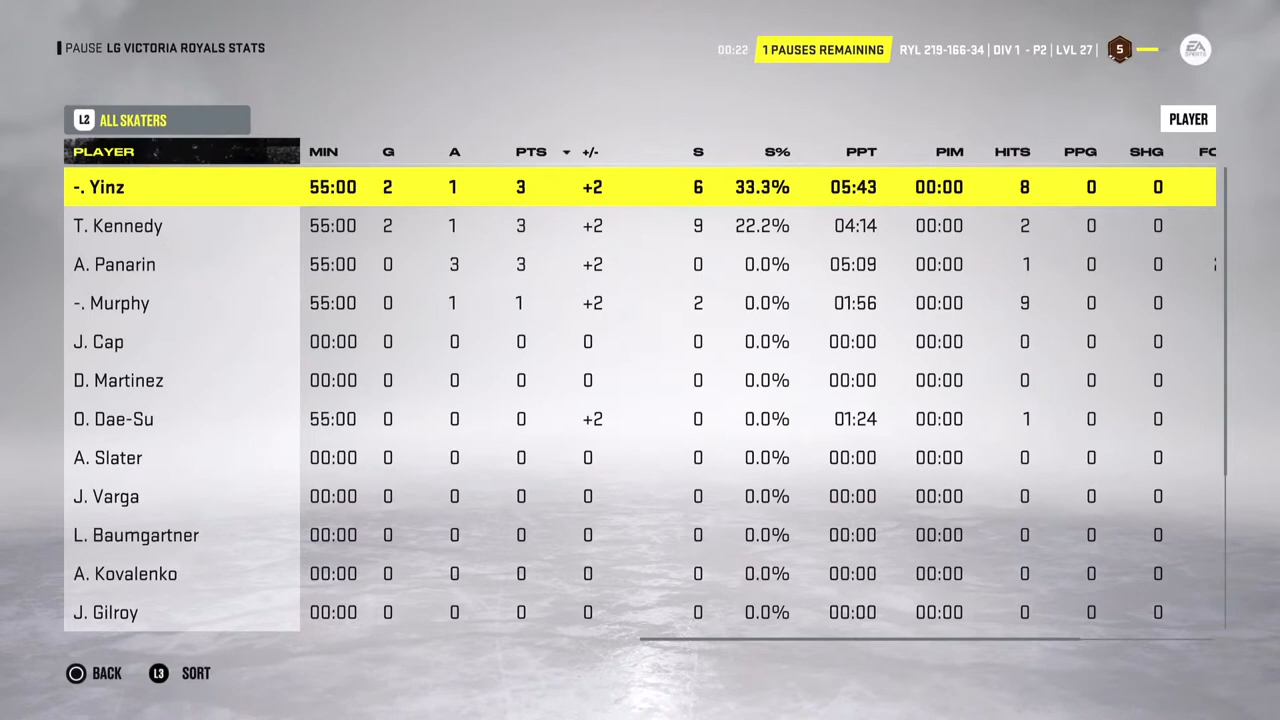 PAUSE LG VICTORIA ROYALS STATS
00:22 1 PAUSES REMAINING RYL 219-166-34 | DIV 1 - P2 | LVL 27 | 5 EA SPORTS
L2 ALL SKATERS PLAYER
PLAYER MIN G A PTS +/- S S% PPT PIM HITS PPG SHG FO
-. Yinz 55:00 2 1 3 +2 6 33.3% 05:43 00:00 8 0 0
T. Kennedy 55:00 2 1 3 +2 9 22.2% 04:14 00:00 2 0 0
A. Panarin 55:00 0 3 3 +2 0 0.0% 05:09 00:00 1 0 0
-. Murphy 55:00 0 1 1 +2 2 0.0% 01:56 00:00 9 0 0
J. Cap 00:00 0 0 0 0 0 0.0% 00:00 00:00 0 0 0
D. Martinez 00:00 0 0 0 0 0 0.0% 00:00 00:00 0 0 0
O. Dae-Su 55:00 0 0 0 +2 0 0.0% 01:24 00:00 1 0 0
A. Slater 00:00 0 0 0 0 0 0.0% 00:00 00:00 0 0 0
J. Varga 00:00 0 0 0 0 0 0.0% 00:00 00:00 0 0 0
L. Baumgartner 00:00 0 0 0 0 0 0.0% 00:00 00:00 0 0 0
A. Kovalenko 00:00 0 0 0 0 0 0.0% 00:00 00:00 0 0 0
J. Gilroy 00:00 0 0 0 0 0 0.0% 00:00 00:00 0 0 0
BACK L3 SORT